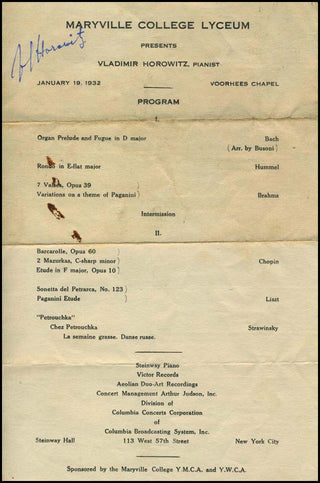 MARYVILLE COLLEGE LYCEUM
PRESENTS
VLADIMIR HOROWITZ, PIANIST
Horowitz
JANUARY 19, 1932 VOORHEES CHAPEL
PROGRAM
I.
Organ Prelude and Fugue in D major Bach
(Arr. by Busoni)
Rondo in E-flat major Hummel
7 Valses, Opus 39 )
Variations on a theme of Paganini) Brahms
Intermission
II.
Barcarolle, Opus 60 )
2 Mazurkas, C-sharp minor ) Chopin
Etude in F major, Opus 10 )
Sonetta del Petrarca, No. 123 )
Paganini Etude ) Liszt
"Petrouchka"
Chez Petrouchka Strawinsky
La semaine grasse. Danse russe.
Steinway Piano
Victor Records
Aeolian Duo-Art Recordings
Concert Management Arthur Judson, Inc.
Division of
Columbia Concerts Corporation
of
Columbia Broadcasting System, Inc.
Steinway Hall 113 West 57th Street New York City
Sponsored by the Maryville College Y.M.C.A. and Y.W.C.A.